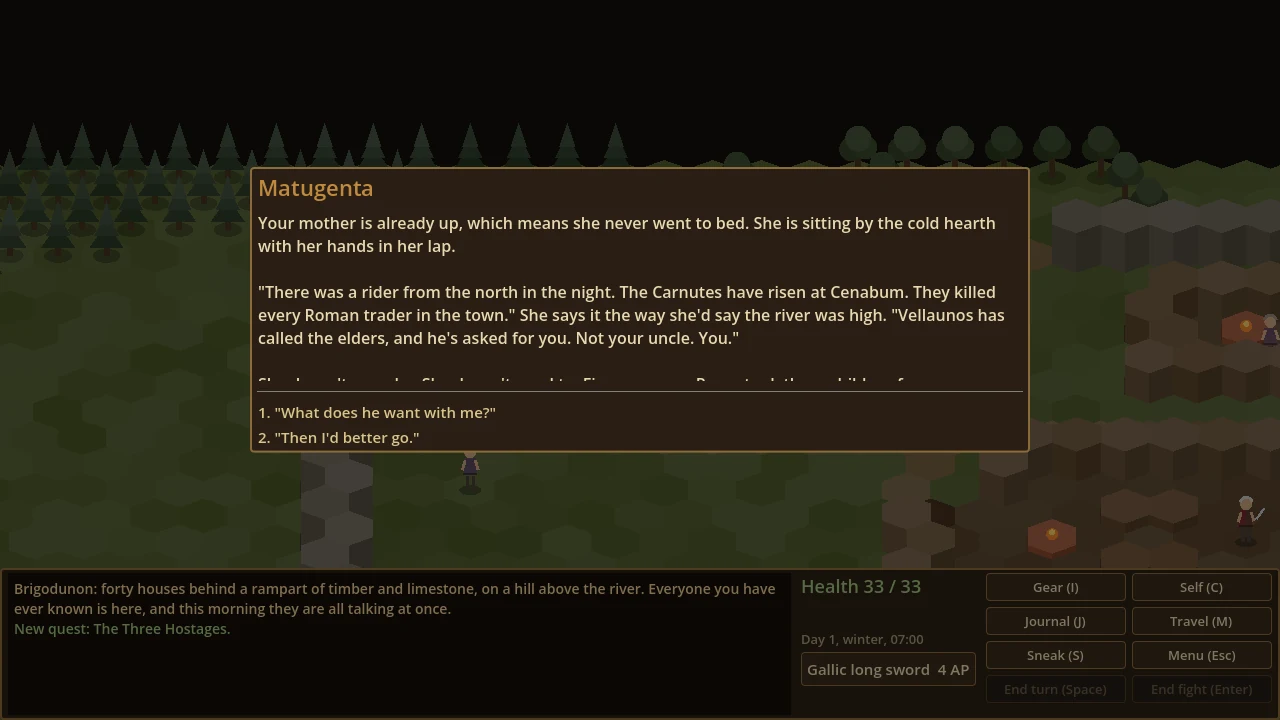 Matugenta
Your mother is already up, which means she never went to bed. She is sitting by the cold hearth
with her hands in her lap.
"There was a rider from the north in the night. The Carnutes have risen at Cenabum. They killed
every Roman trader in the town." She says it the way she'd say the river was high. "Vellaunos has
called the elders, and he's asked for you. Not your uncle. You."
1. "What does he want with me?"
2. "Then I'd better go."
Brigodunon: forty houses behind a rampart of timber and limestone, on a hill above the river. Everyone you have
ever known is here, and this morning they are all talking at once.
New quest: The Three Hostages.
Health 33 / 33
Day 1, winter, 07:00
Gallic long sword 4 AP
Gear (I)
Self (C)
Journal (J)
Travel (M)
Sneak (S)
Menu (Esc)
End turn (Space)
End fight (Enter)